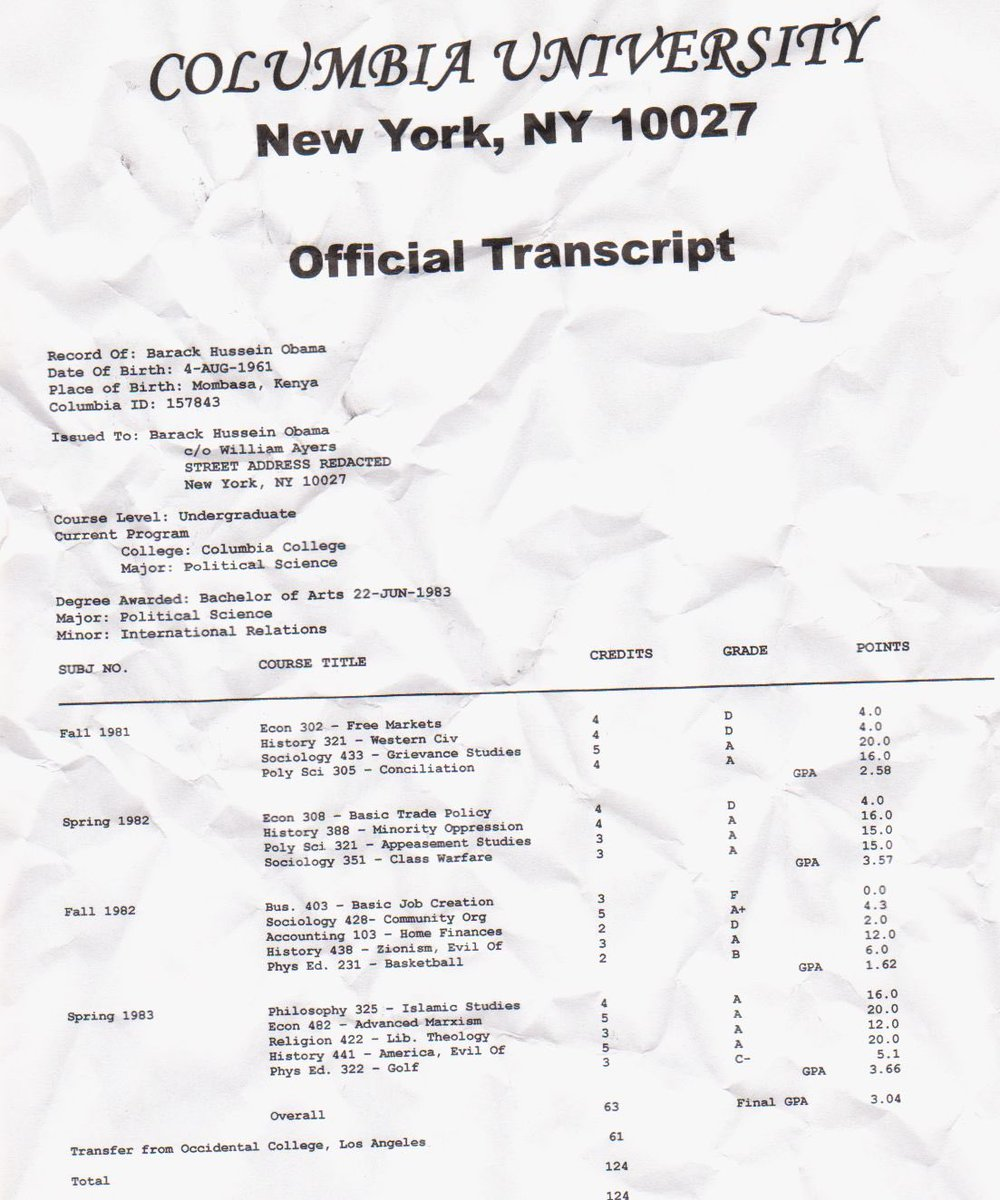 COLUMBIA UNIVERSITY
New York, NY 10027
Official Transcript
Record Of: Barack Hussein Obama
Date Of Birth: 4-AUG-1961
Place of Birth: Mombasa, Kenya
Columbia ID: 157843
Issued To: Barack Hussein Obama
c/o William Ayers
STREET ADDRESS REDACTED
New York, NY 10027
Course Level: Undergraduate
Current Program
College: Columbia College
Major: Political Science
Degree Awarded: Bachelor of Arts 22-JUN-1983
Major: Political Science
Minor: International Relations
SUBJ NO. COURSE TITLE CREDITS GRADE POINTS
Fall 1981 Econ 302 - Free Markets 4 D 4.0
History 321 - Western Civ 4 D 4.0
Sociology 433 - Grievance Studies 5 A 20.0
Poly Sci 305 - Conciliation 4 A 16.0
GPA 2.58
Spring 1982 Econ 308 - Basic Trade Policy 4 D 4.0
History 388 - Minority Oppression 4 A 16.0
Poly Sci 321 - Appeasement Studies 3 A 15.0
Sociology 351 - Class Warfare 3 A 15.0
GPA 3.57
Fall 1982 Bus. 403 - Basic Job Creation 3 F 0.0
Sociology 428- Community Org 5 A+ 4.3
Accounting 103 - Home Finances 2 D 2.0
History 438 - Zionism, Evil Of 3 A 12.0
Phys Ed. 231 - Basketball 2 B 6.0
GPA 1.62
Spring 1983 Philosophy 325 - Islamic Studies 4 A 16.0
Econ 482 - Advanced Marxism 5 A 20.0
Religion 422 - Lib. Theology 3 A 12.0
History 441 - America, Evil Of 5 A 20.0
Phys Ed. 322 - Golf 3 C- 5.1
GPA 3.66
Overall 63 Final GPA 3.04
Transfer from Occidental College, Los Angeles 61
Total 124
124